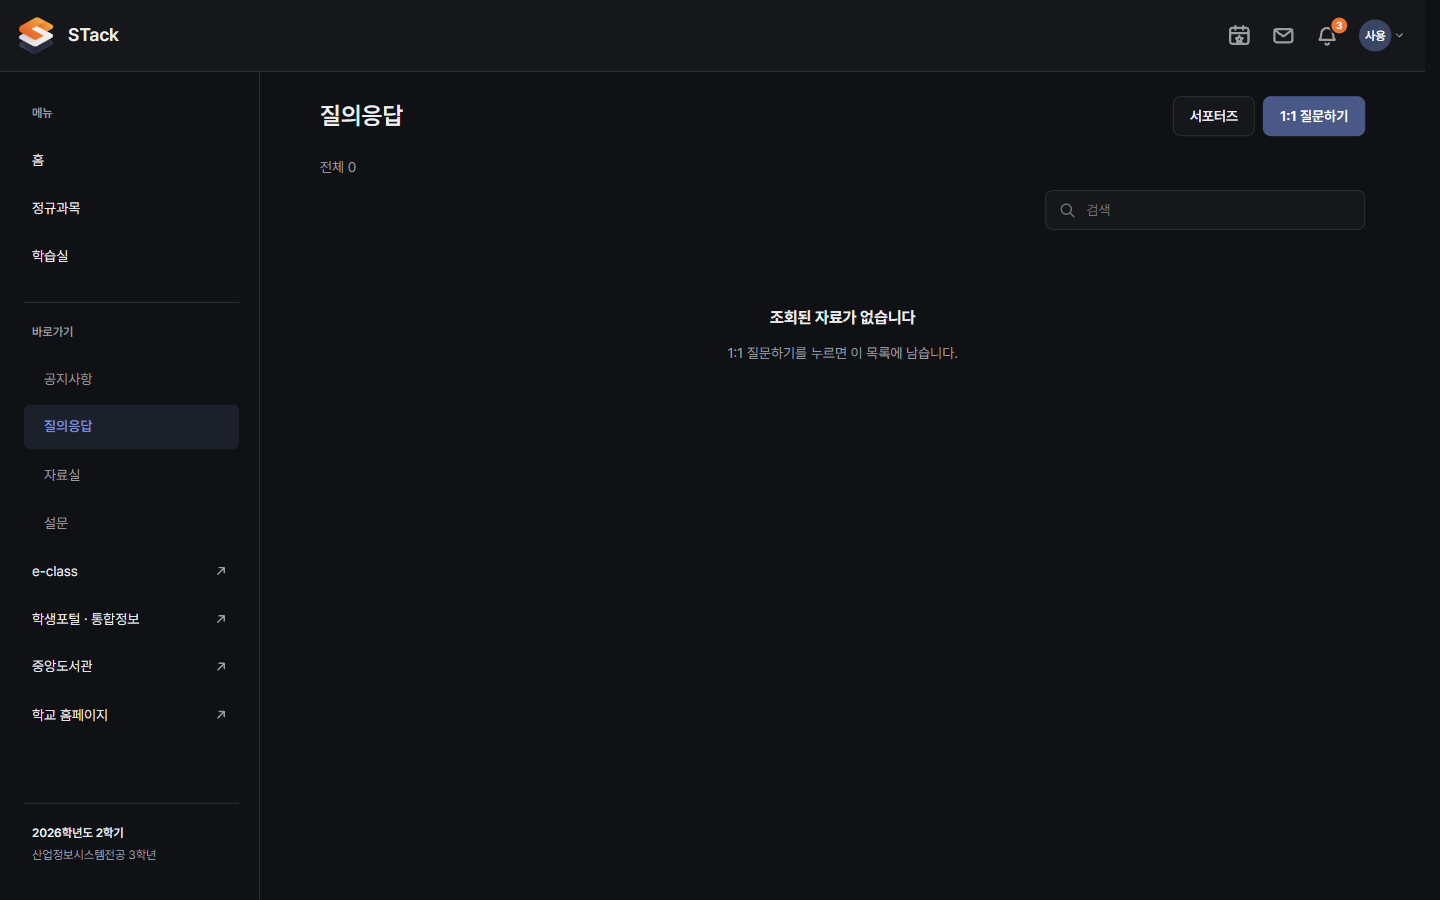 STack
3
사용
메뉴
홈
정규과목
학습실
바로가기
공지사항
질의응답
자료실
설문
e-class
학생포털 · 통합정보
중앙도서관
학교 홈페이지
2026학년도 2학기
산업정보시스템전공 3학년
질의응답
서포터즈
1:1 질문하기
전체 0
검색
조회된 자료가 없습니다
1:1 질문하기를 누르면 이 목록에 남습니다.